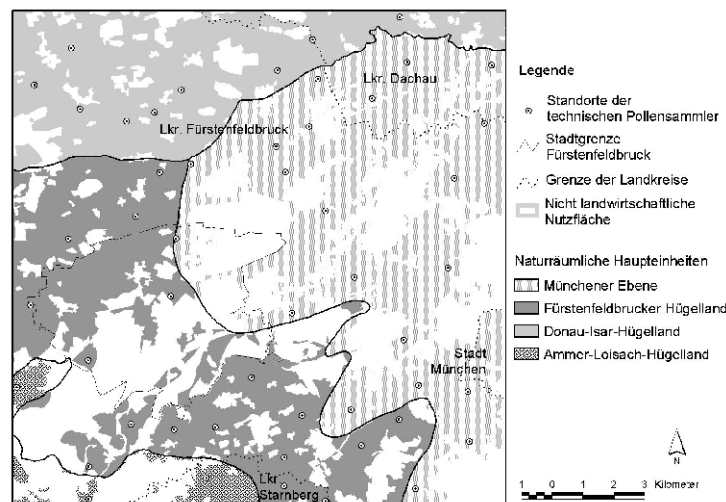 Lkr. Dachau
Lkr. Fürstenfeldbruck
Stadt
München
Lkr
Starnberg
Legende
Standorte der
technischen Pollensammler
Stadtgrenze
Fürstenfeldbruck
Grenze der Landkreise
Nicht landwirtschaftliche
Nutzfläche
Naturräumliche Haupteinheiten
Münchener Ebene
Fürstenfeldbrucker Hügelland
Donau-Isar-Hügelland
Ammer-Loisach-Hügelland
N
1 0 1 2 3 Kilometer